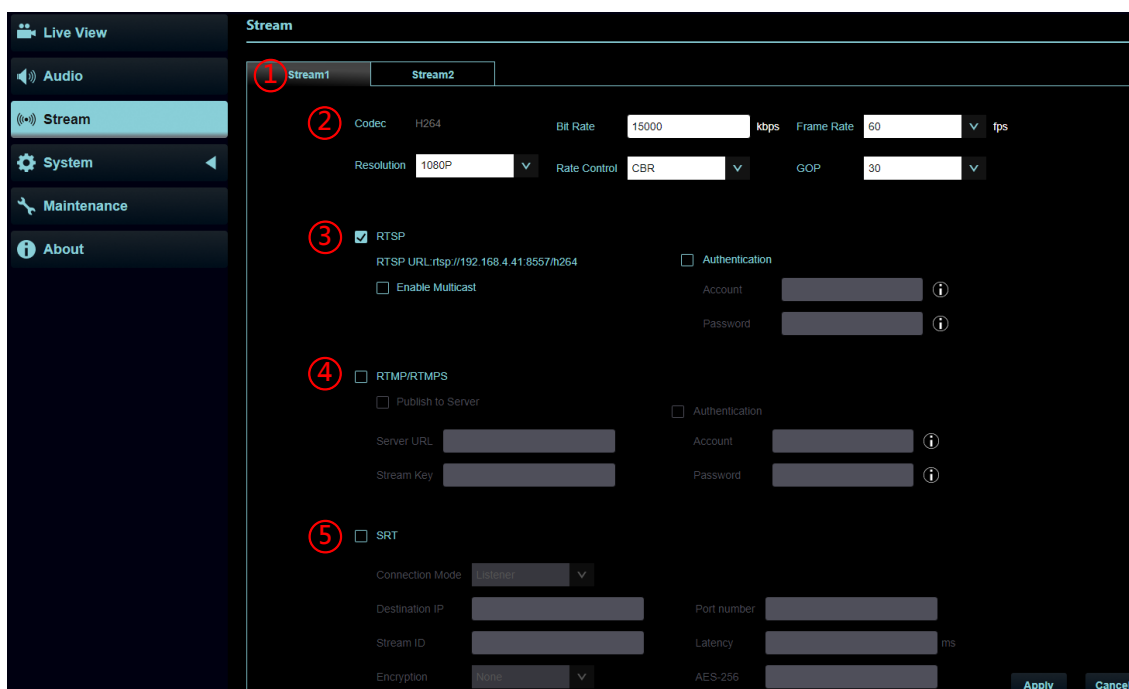 Live View
Audio
Stream
System
Maintenance
About
Stream
① Stream1 Stream2
② Codec H264 Bit Rate 15000 kbps Frame Rate 60 fps
Resolution 1080P Rate Control CBR GOP 30
③ RTSP
RTSP URL:rtsp://192.168.4.41:8557/h264 Authentication
Enable Multicast Account
Password
④ RTMP/RTMPS
Publish to Server Authentication
Server URL Account
Stream Key Password
⑤ SRT
Connection Mode Listener
Destination IP Port number
Stream ID Latency ms
Encryption None AES-256
Apply Cancel